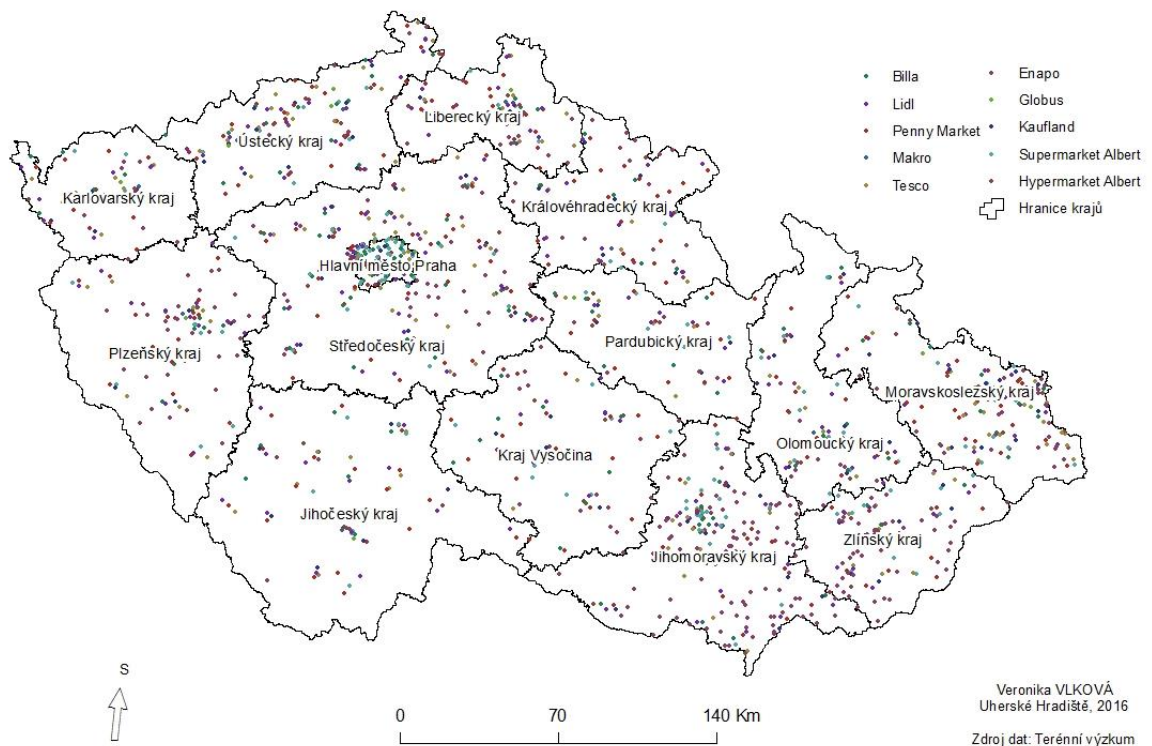 Billa
Lidl
Penny Market
Makro
Tesco
Enapo
Globus
Kaufland
Supermarket Albert
Hypermarket Albert
Hranice krajů
Liberecký kraj
Ústecký kraj
Karlovarský kraj
Královéhradecký kraj
Hlavní město Praha
Plzeňský kraj
Středočeský kraj
Pardubický kraj
Moravskoslezský kraj
Olomoucký kraj
Kraj Vysočina
Jihočeský kraj
Zlínský kraj
Jihomoravský kraj
S
0 70 140 Km
Veronika VLKOVÁ
Uherské Hradiště, 2016
Zdroj dat: Terénní výzkum